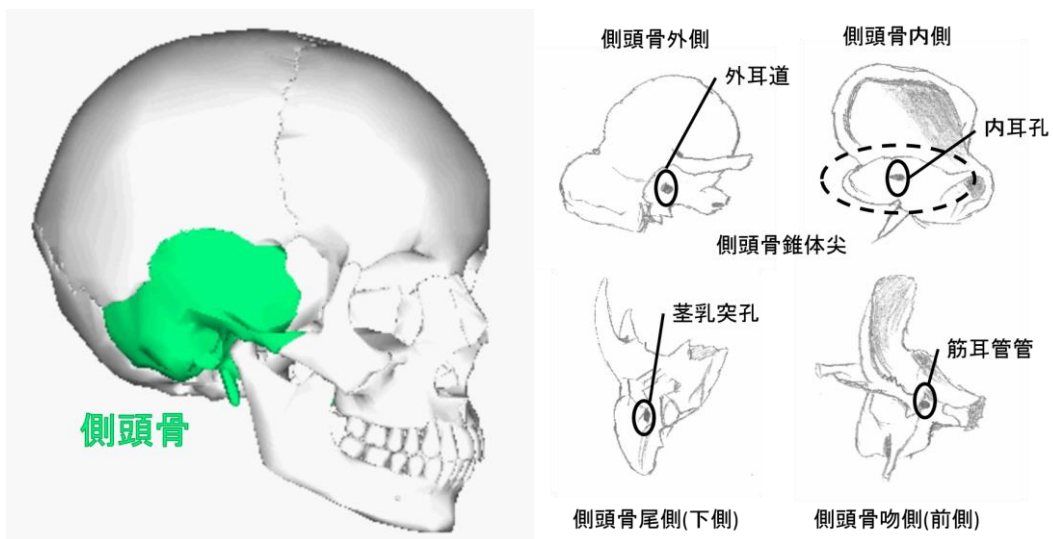 側頭骨
側頭骨外側
外耳道
側頭骨内側
内耳孔
側頭骨錐体尖
茎乳突孔
筋耳管管
側頭骨尾側(下側)
側頭骨吻側(前側)